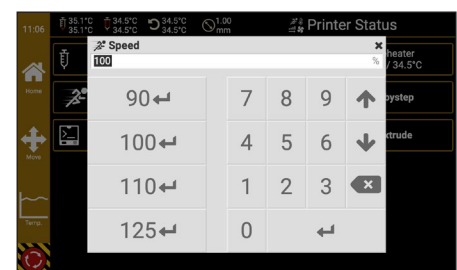 11:06
35.1°C
35.1°C
34.5°C
34.5°C
34.5°C
34.5°C
1.00
mm
Printer Status
Speed
100
%
90
100
110
125
7 8 9
4 5 6
1 2 3
0
heater
/ 34.5°C
ystep
xtrude
Home
Move
Temp.